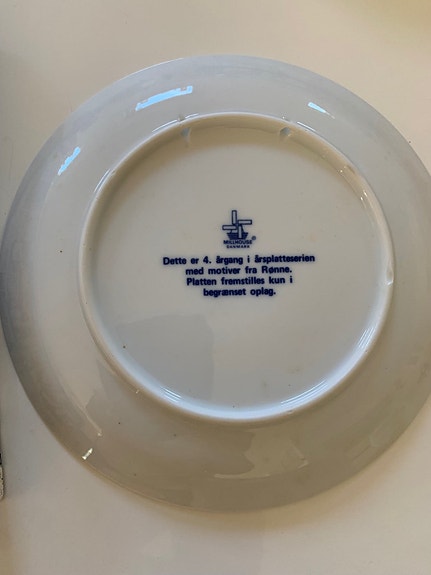 MILLHOUSE ®
DENMARK
Dette er 4. årgang i årsplatteserien
med motiver fra Rønne.
Platten fremstilles kun i
begrænset oplag.